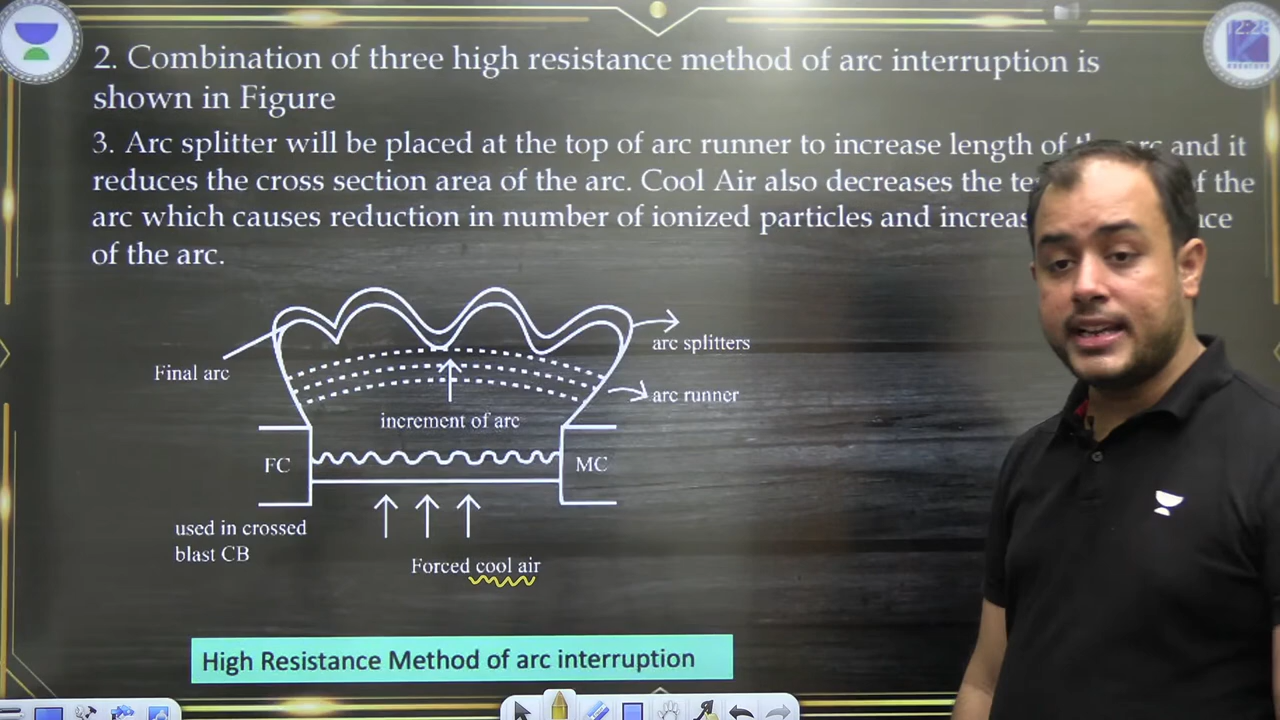 2. Combination of three high resistance method of arc interruption is
shown in Figure
3. Arc splitter will be placed at the top of arc runner to increase length of arc and it
reduces the cross section area of the arc. Cool Air also decreases the of the
arc which causes reduction in number of ionized particles and
of the arc.
arc splitters
Final arc
arc runner
increment of arc
FC
MC
used in crossed
blast CB
Forced cool air
High Resistance Method of arc interruption